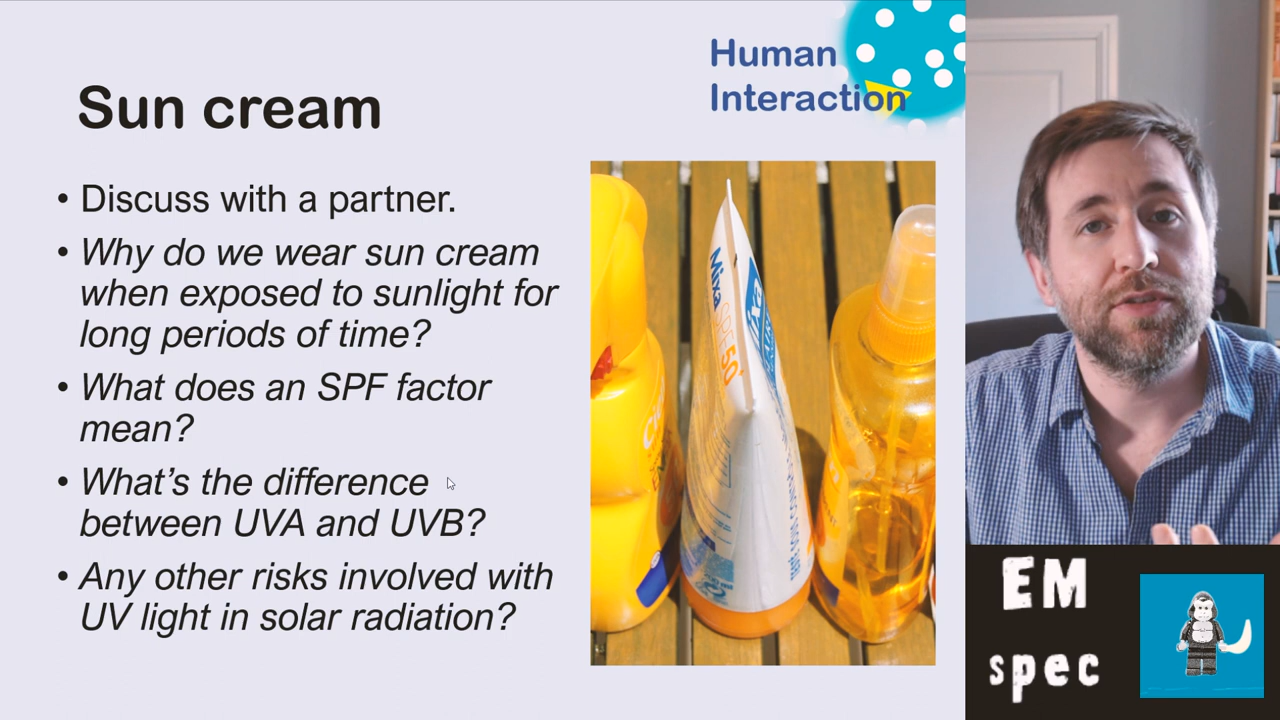 Human
Interaction
Sun cream
• Discuss with a partner.
• Why do we wear sun cream
when exposed to sunlight for
long periods of time?
• What does an SPF factor
mean?
• What’s the difference
between UVA and UVB?
• Any other risks involved with
UV light in solar radiation?
Mixa
SPF50
EM
spec